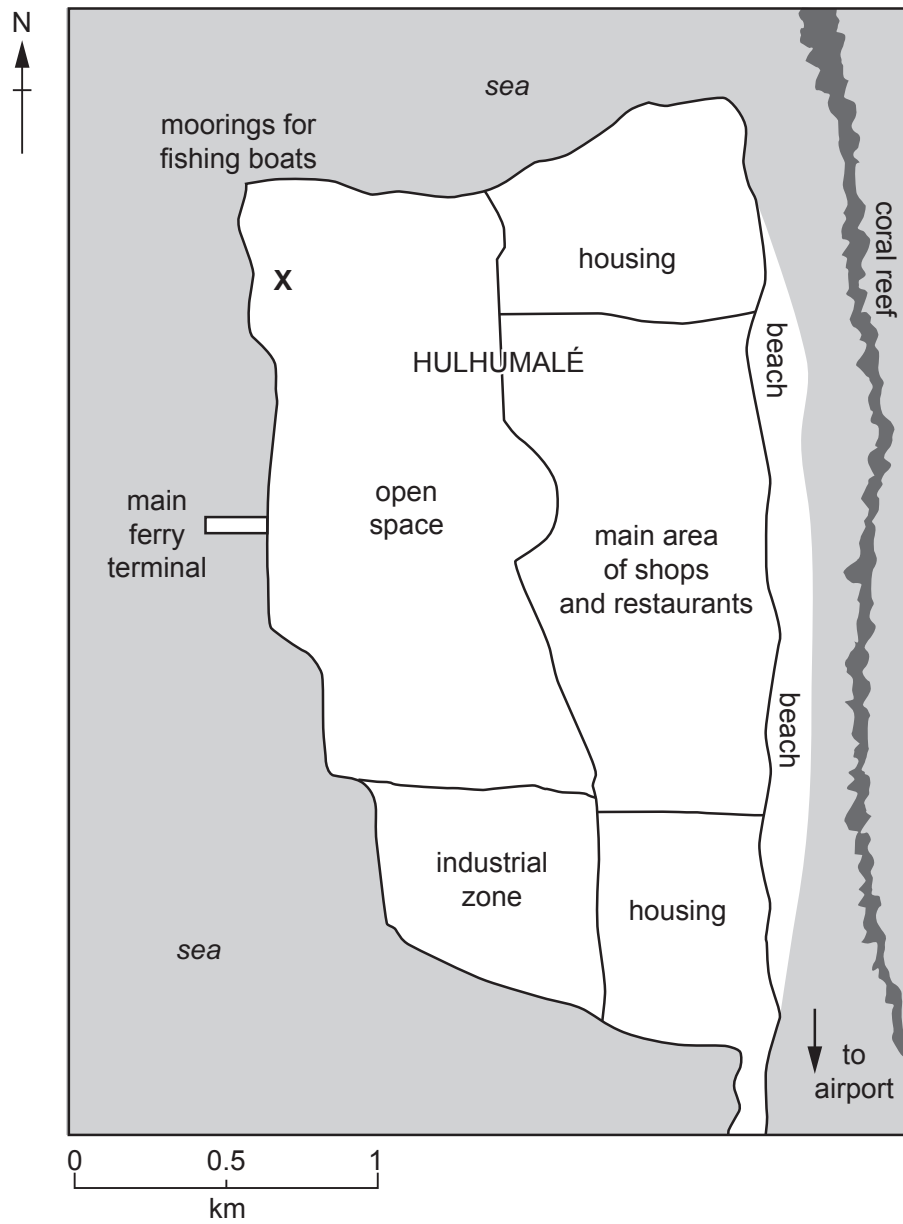 N
sea
moorings for
fishing boats
coral reef
housing
X
beach
HULHUMALÉ
main
ferry
terminal
open
space
main area
of shops
and restaurants
beach
industrial
zone
housing
sea
to
airport
0 0.5 1
km